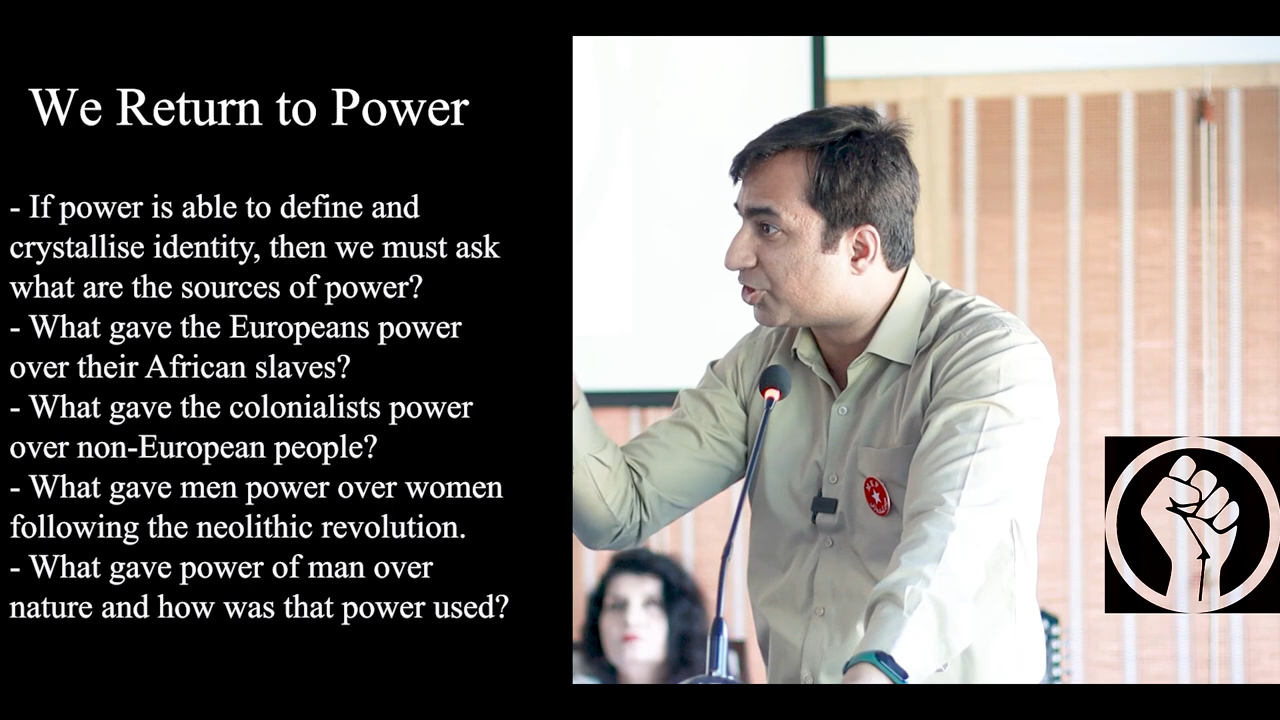 We Return to Power
- If power is able to define and
crystallise identity, then we must ask
what are the sources of power?
- What gave the Europeans power
over their African slaves?
- What gave the colonialists power
over non-European people?
- What gave men power over women
following the neolithic revolution.
- What gave power of man over
nature and how was that power used?